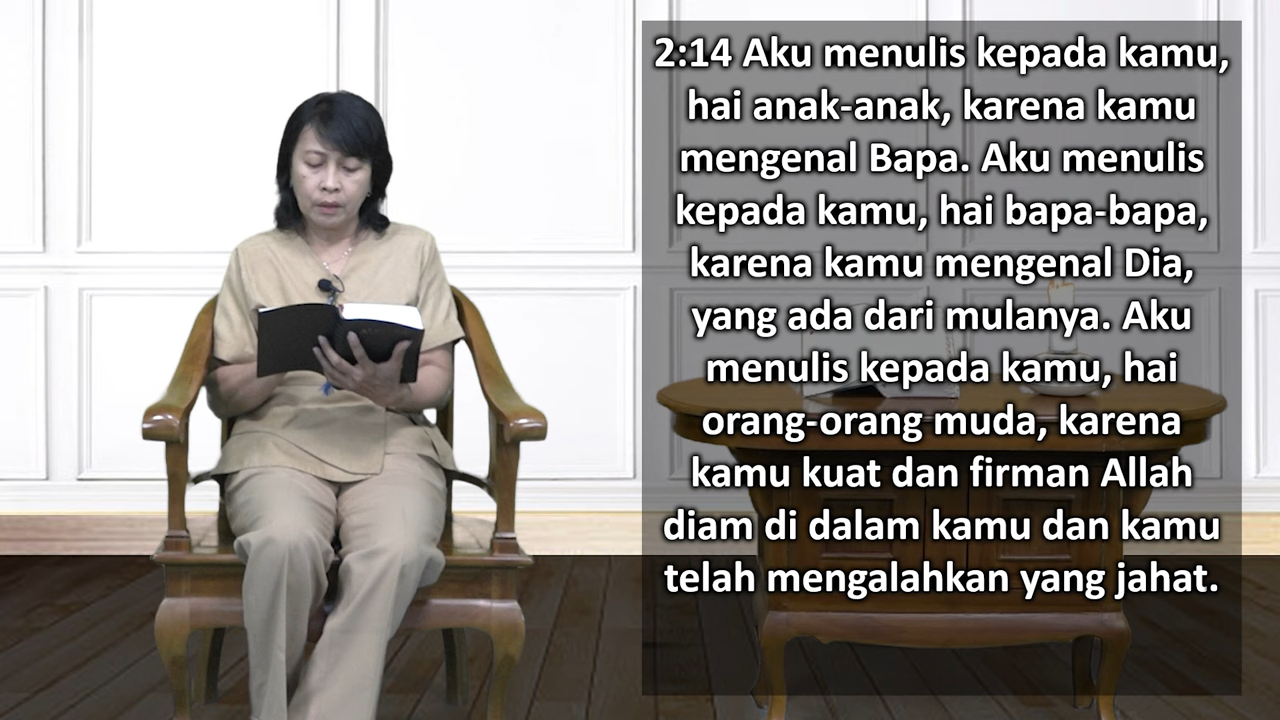 2:14 Aku menulis kepada kamu,
hai anak-anak, karena kamu
mengenal Bapa. Aku menulis
kepada kamu, hai bapa-bapa,
karena kamu mengenal Dia,
yang ada dari mulanya. Aku
menulis kepada kamu, hai
orang-orang muda, karena
kamu kuat dan firman Allah
diam di dalam kamu dan kamu
telah mengalahkan yang jahat.